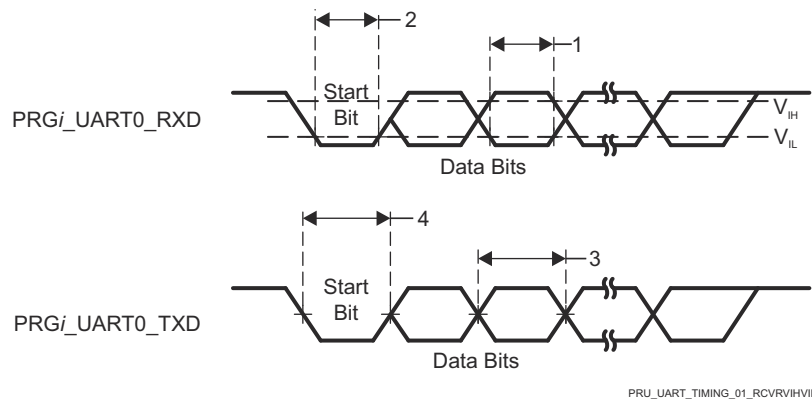 2
1
Start
Bit
PRGi_UART0_RXD
VIH
VIL
Data Bits
4
3
Start
Bit
PRGi_UART0_TXD
Data Bits
PRU_UART_TIMING_01_RCVRVIHVIL